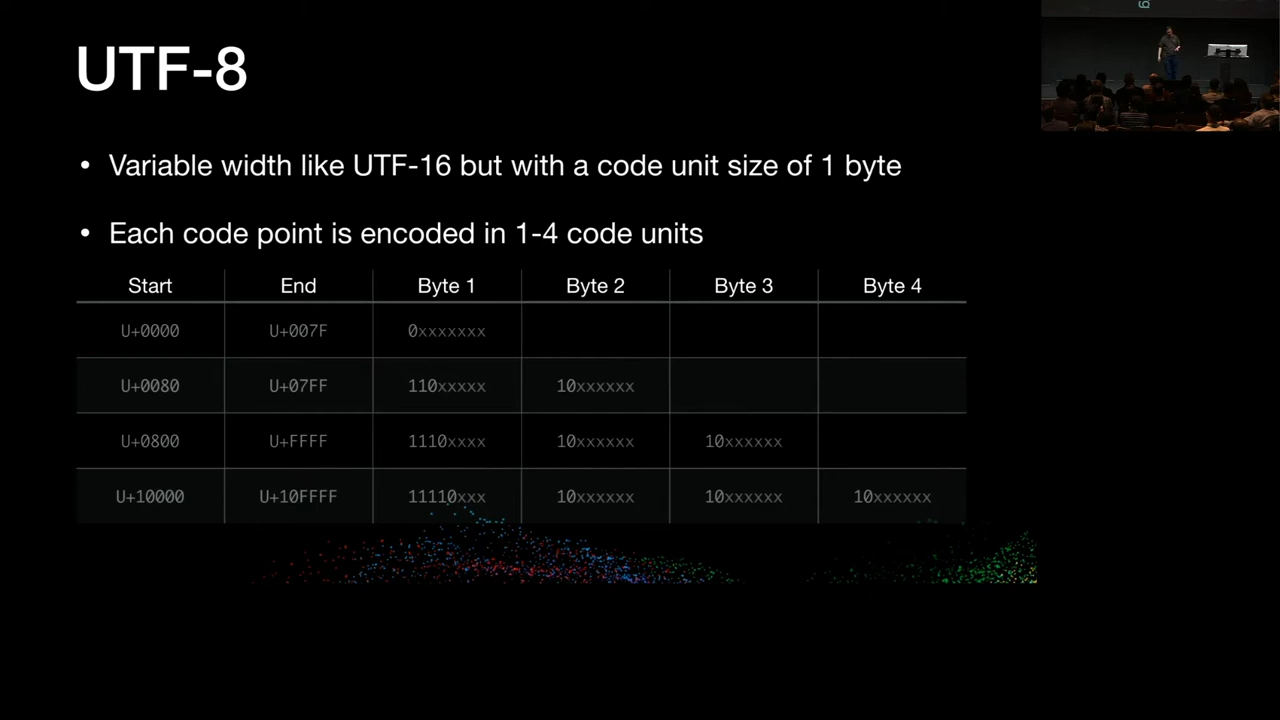 UTF-8
• Variable width like UTF-16 but with a code unit size of 1 byte
• Each code point is encoded in 1-4 code units
Start End Byte 1 Byte 2 Byte 3 Byte 4
U+0000 U+007F 0xxxxxxx
U+0080 U+07FF 110xxxxx 10xxxxxx
U+0800 U+FFFF 1110xxxx 10xxxxxx 10xxxxxx
U+10000 U+10FFFF 11110xxx 10xxxxxx 10xxxxxx 10xxxxxx